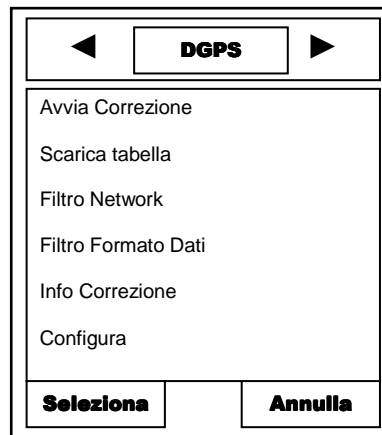 DGPS
Avvia Correzione
Scarica tabella
Filtro Network
Filtro Formato Dati
Info Correzione
Configura
Seleziona Annulla